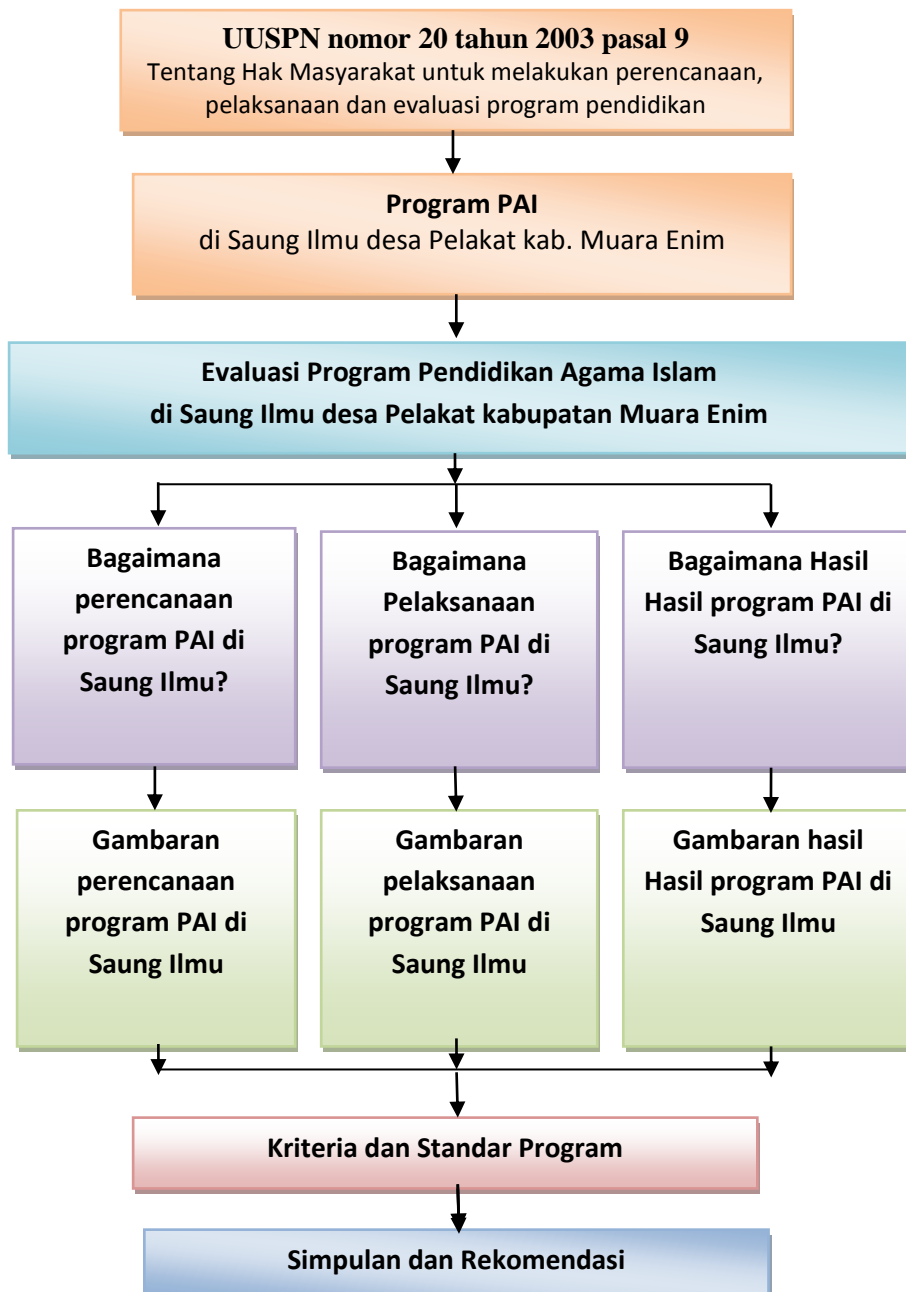 UUSPN nomor 20 tahun 2003 pasal 9
Tentang Hak Masyarakat untuk melakukan perencanaan,
pelaksanaan dan evaluasi program pendidikan
Program PAI
di Saung Ilmu desa Pelakat kab. Muara Enim
Evaluasi Program Pendidikan Agama Islam
di Saung Ilmu desa Pelakat kabupatan Muara Enim
Bagaimana
perencanaan
program PAI di
Saung Ilmu?
Bagaimana
Pelaksanaan
program PAI di
Saung Ilmu?
Bagaimana Hasil
Hasil program PAI di
Saung Ilmu?
Gambaran
perencanaan
program PAI di
Saung Ilmu
Gambaran
pelaksanaan
program PAI di
Saung Ilmu
Gambaran hasil
Hasil program PAI di
Saung Ilmu
Kriteria dan Standar Program
Simpulan dan Rekomendasi